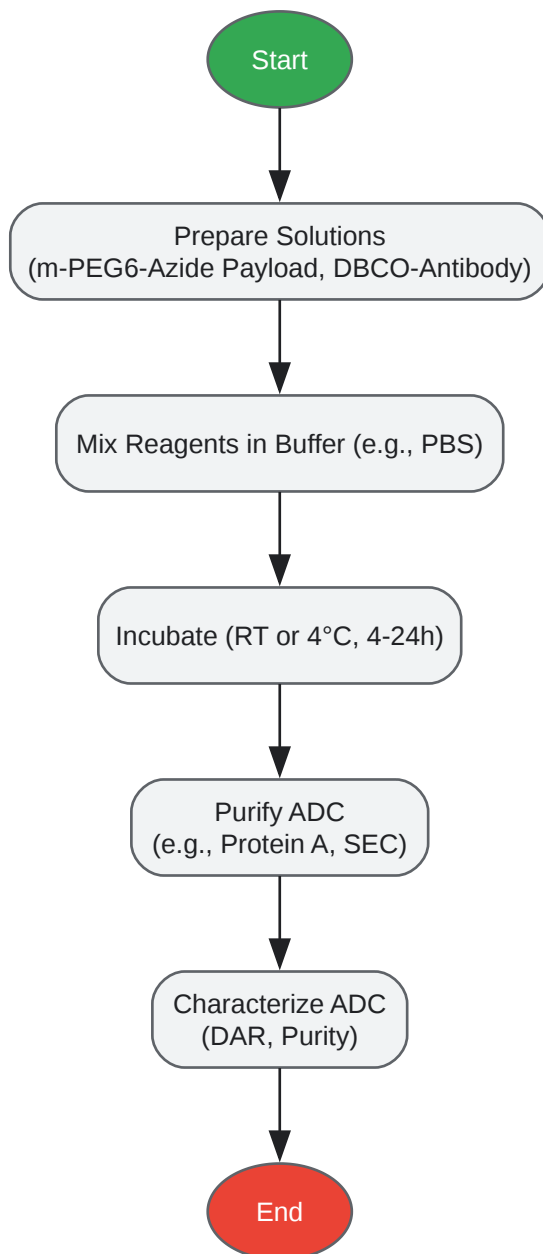 Start
Prepare Solutions
(m-PEG6-Azide Payload, DBCO-Antibody)
Mix Reagents in Buffer (e.g., PBS)
Incubate (RT or 4°C, 4-24h)
Purify ADC
(e.g., Protein A, SEC)
Characterize ADC
(DAR, Purity)
End